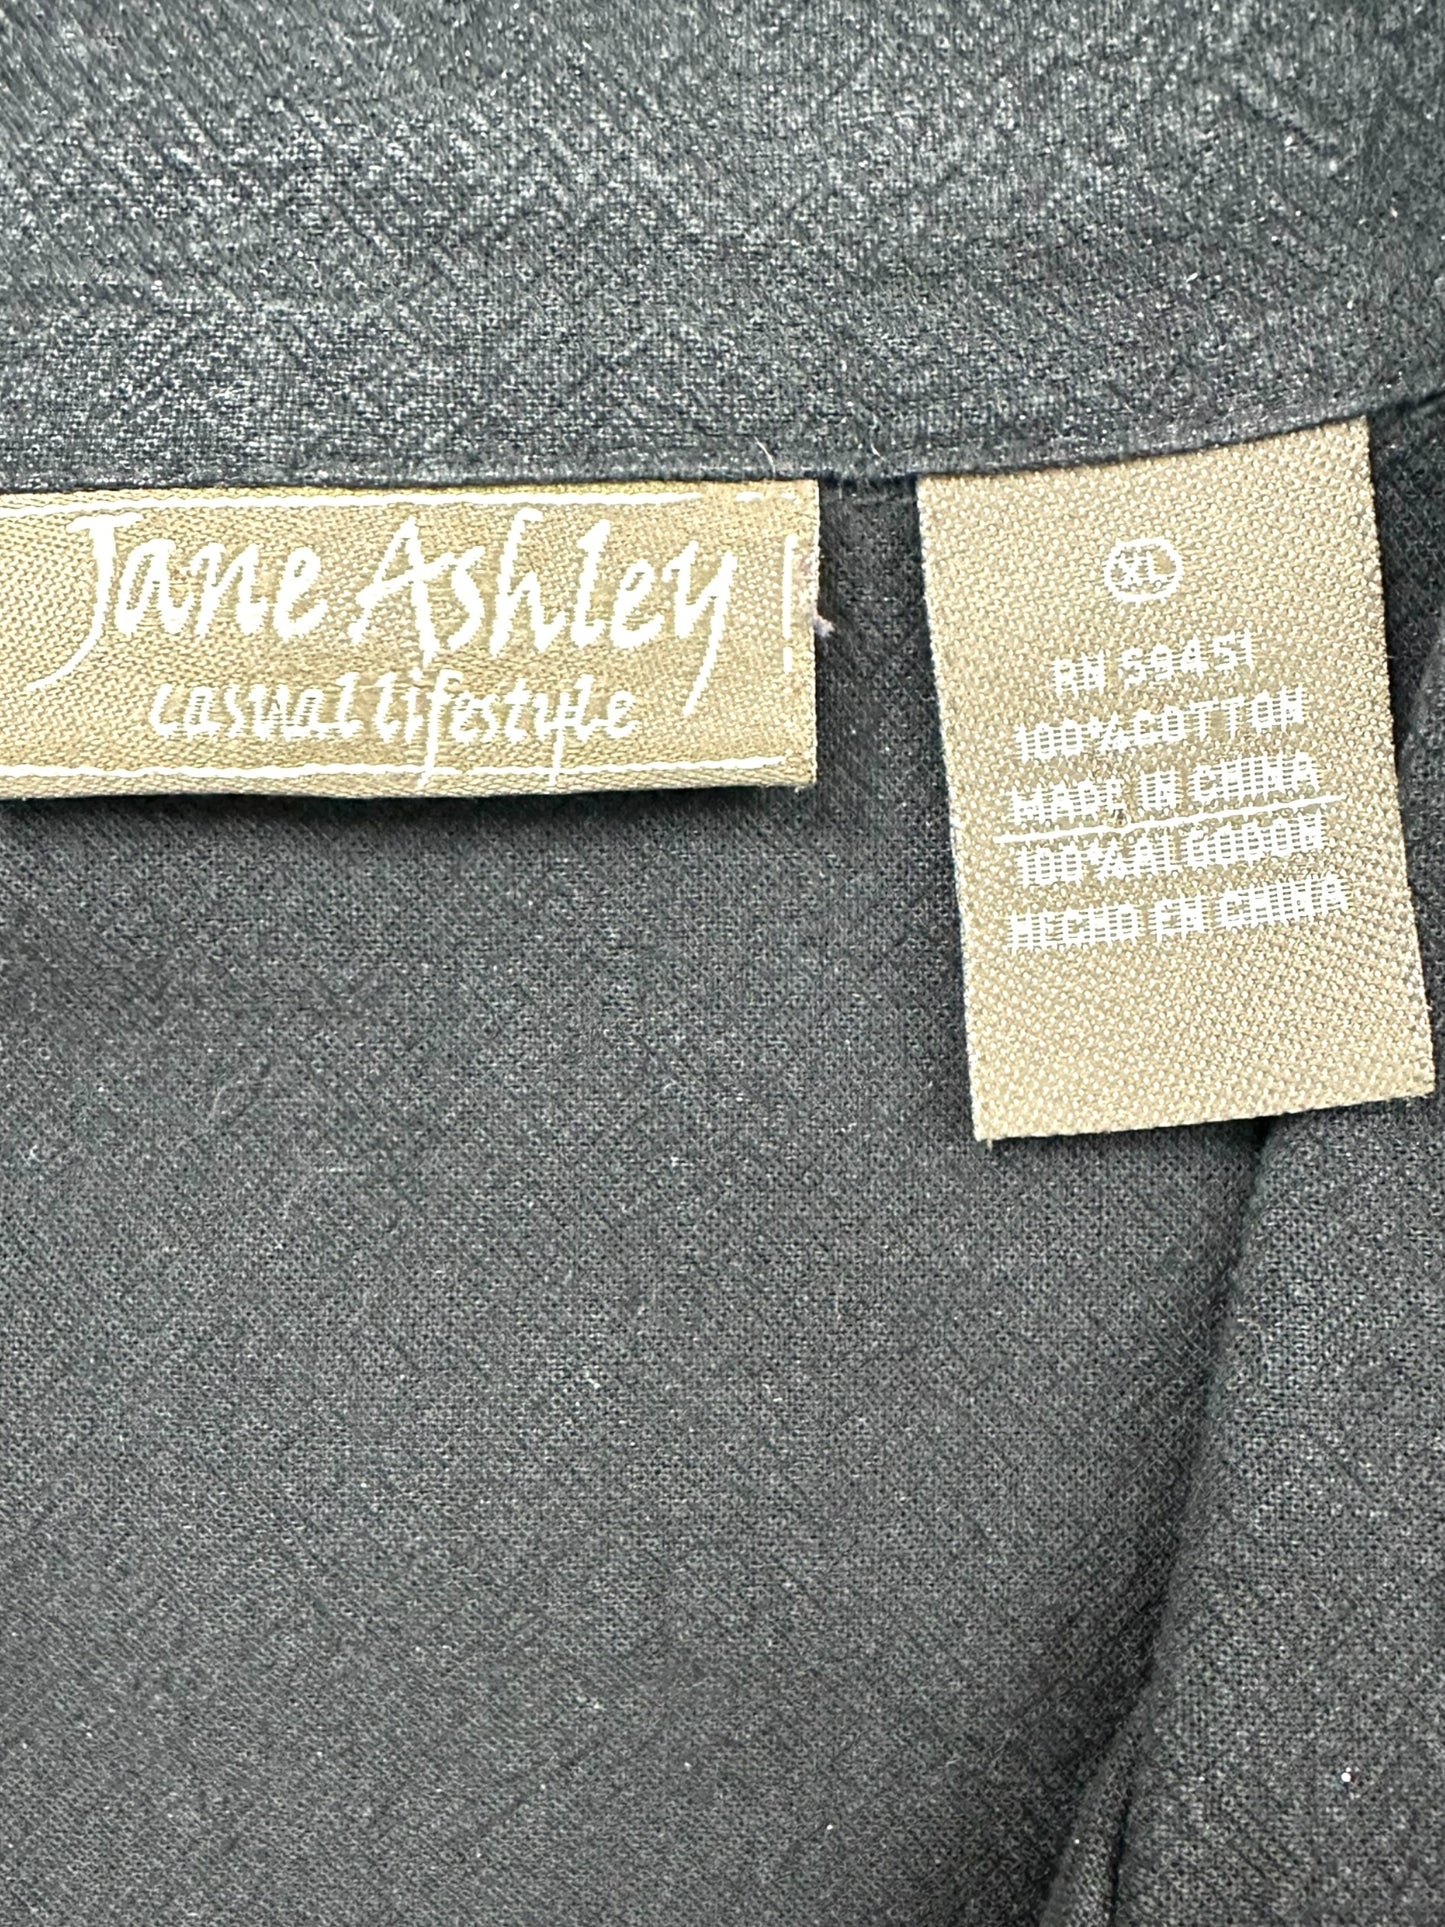 Jane Ashley
casual lifestyle
XL
RN 59451
100% COTTON
MADE IN CHINA
100% ALGODON
HECHO EN CHINA